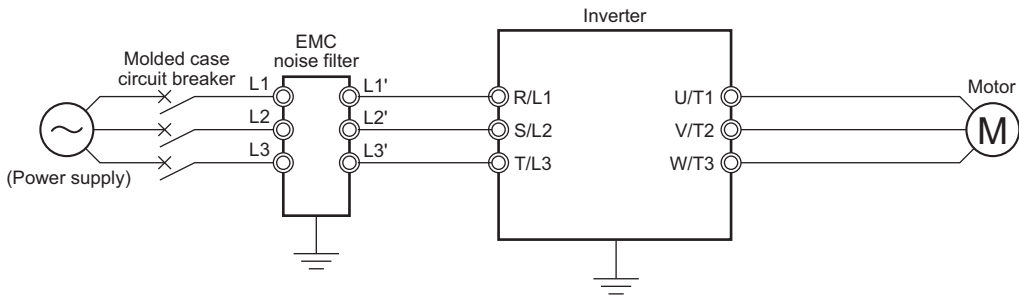 Inverter
EMC
noise filter
Molded case
circuit breaker
L1
L1'
R/L1
U/T1
Motor
L2
L2'
S/L2
V/T2
M
L3
L3'
T/L3
W/T3
(Power supply)